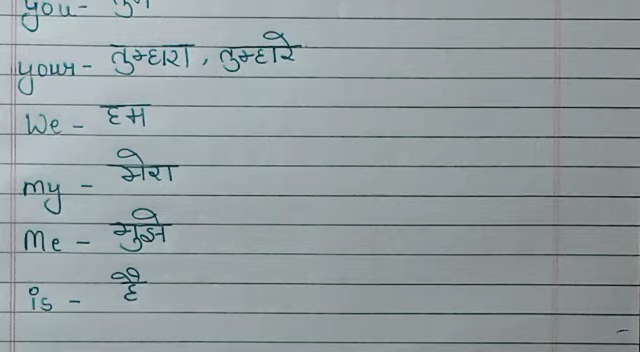 you - तुम
your - तुम्हारा, तुम्हारे
We - हम
my - मेरा
Me - मुझे
is - है